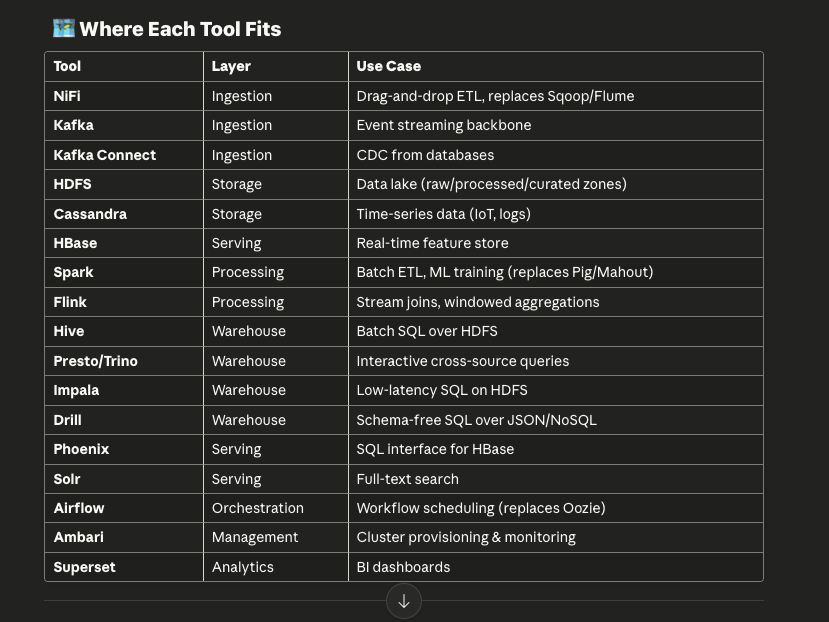 Where Each Tool Fits
Tool Layer Use Case
NiFi Ingestion Drag-and-drop ETL, replaces Sqoop/Flume
Kafka Ingestion Event streaming backbone
Kafka Connect Ingestion CDC from databases
HDFS Storage Data lake (raw/processed/curated zones)
Cassandra Storage Time-series data (IoT, logs)
HBase Serving Real-time feature store
Spark Processing Batch ETL, ML training (replaces Pig/Mahout)
Flink Processing Stream joins, windowed aggregations
Hive Warehouse Batch SQL over HDFS
Presto/Trino Warehouse Interactive cross-source queries
Impala Warehouse Low-latency SQL on HDFS
Drill Warehouse Schema-free SQL over JSON/NoSQL
Phoenix Serving SQL interface for HBase
Solr Serving Full-text search
Airflow Orchestration Workflow scheduling (replaces Oozie)
Ambari Management Cluster provisioning & monitoring
Superset Analytics BI dashboards